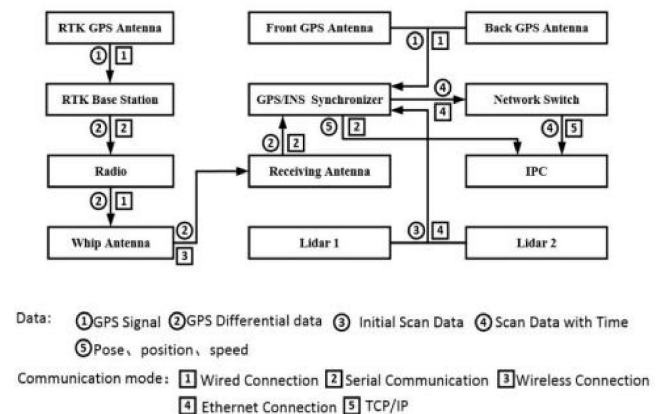 RTK GPS Antenna
Front GPS Antenna
Back GPS Antenna
① 1
① 1
RTK Base Station
GPS/INS Synchronizer
④
4
Network Switch
② 2
⑤ 2
④ 5
② 2
Radio
Receiving Antenna
IPC
② 1
Whip Antenna
②
3
Lidar 1
③ 4
Lidar 2
Data: ①GPS Signal ②GPS Differential data ③ Initial Scan Data ④Scan Data with Time
⑤Pose、position、speed
Communication mode: 1 Wired Connection 2 Serial Communication 3 Wireless Connection
4 Ethernet Connection 5 TCP/IP